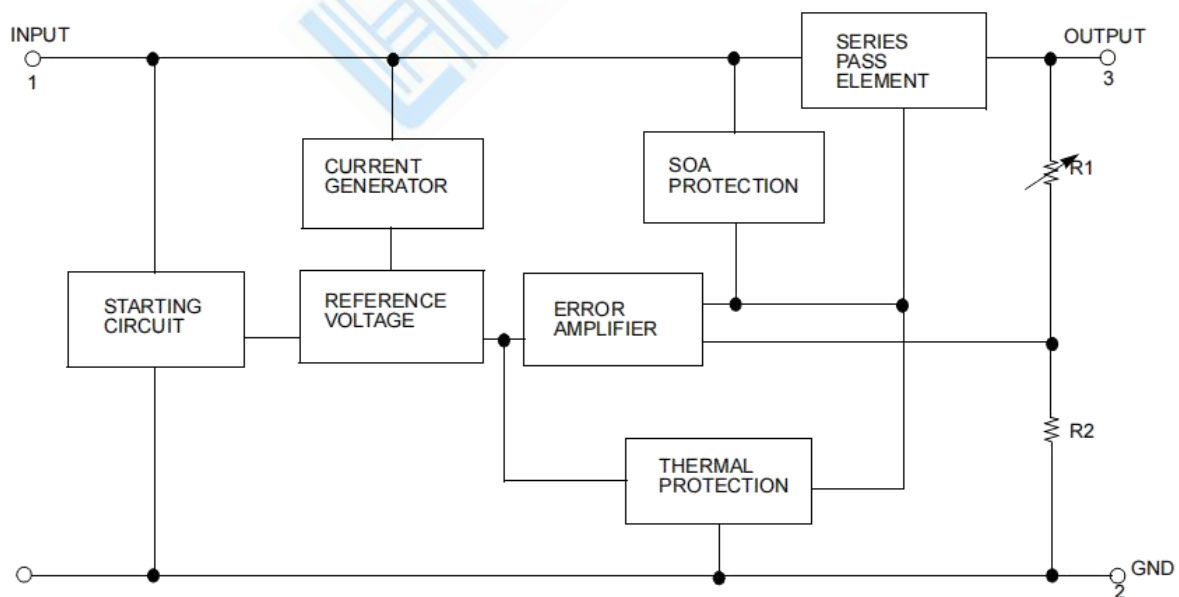 INPUT
1
SERIES
PASS
ELEMENT
OUTPUT
3
CURRENT
GENERATOR
SOA
PROTECTION
R1
STARTING
CIRCUIT
REFERENCE
VOLTAGE
ERROR
AMPLIFIER
R2
THERMAL
PROTECTION
GND
2